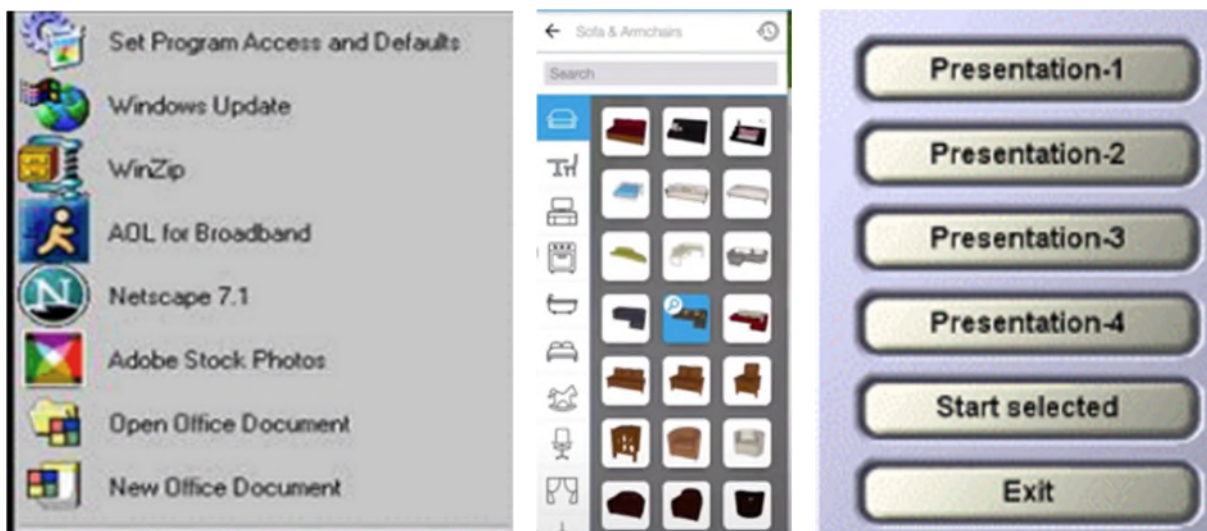 Set Program Access and Defaults
Windows Update
WinZip
AOL for Broadband
Netscape 7.1
Adobe Stock Photos
Open Office Document
New Office Document
Sofa & Armchairs
Search
Presentation-1
Presentation-2
Presentation-3
Presentation-4
Start selected
Exit